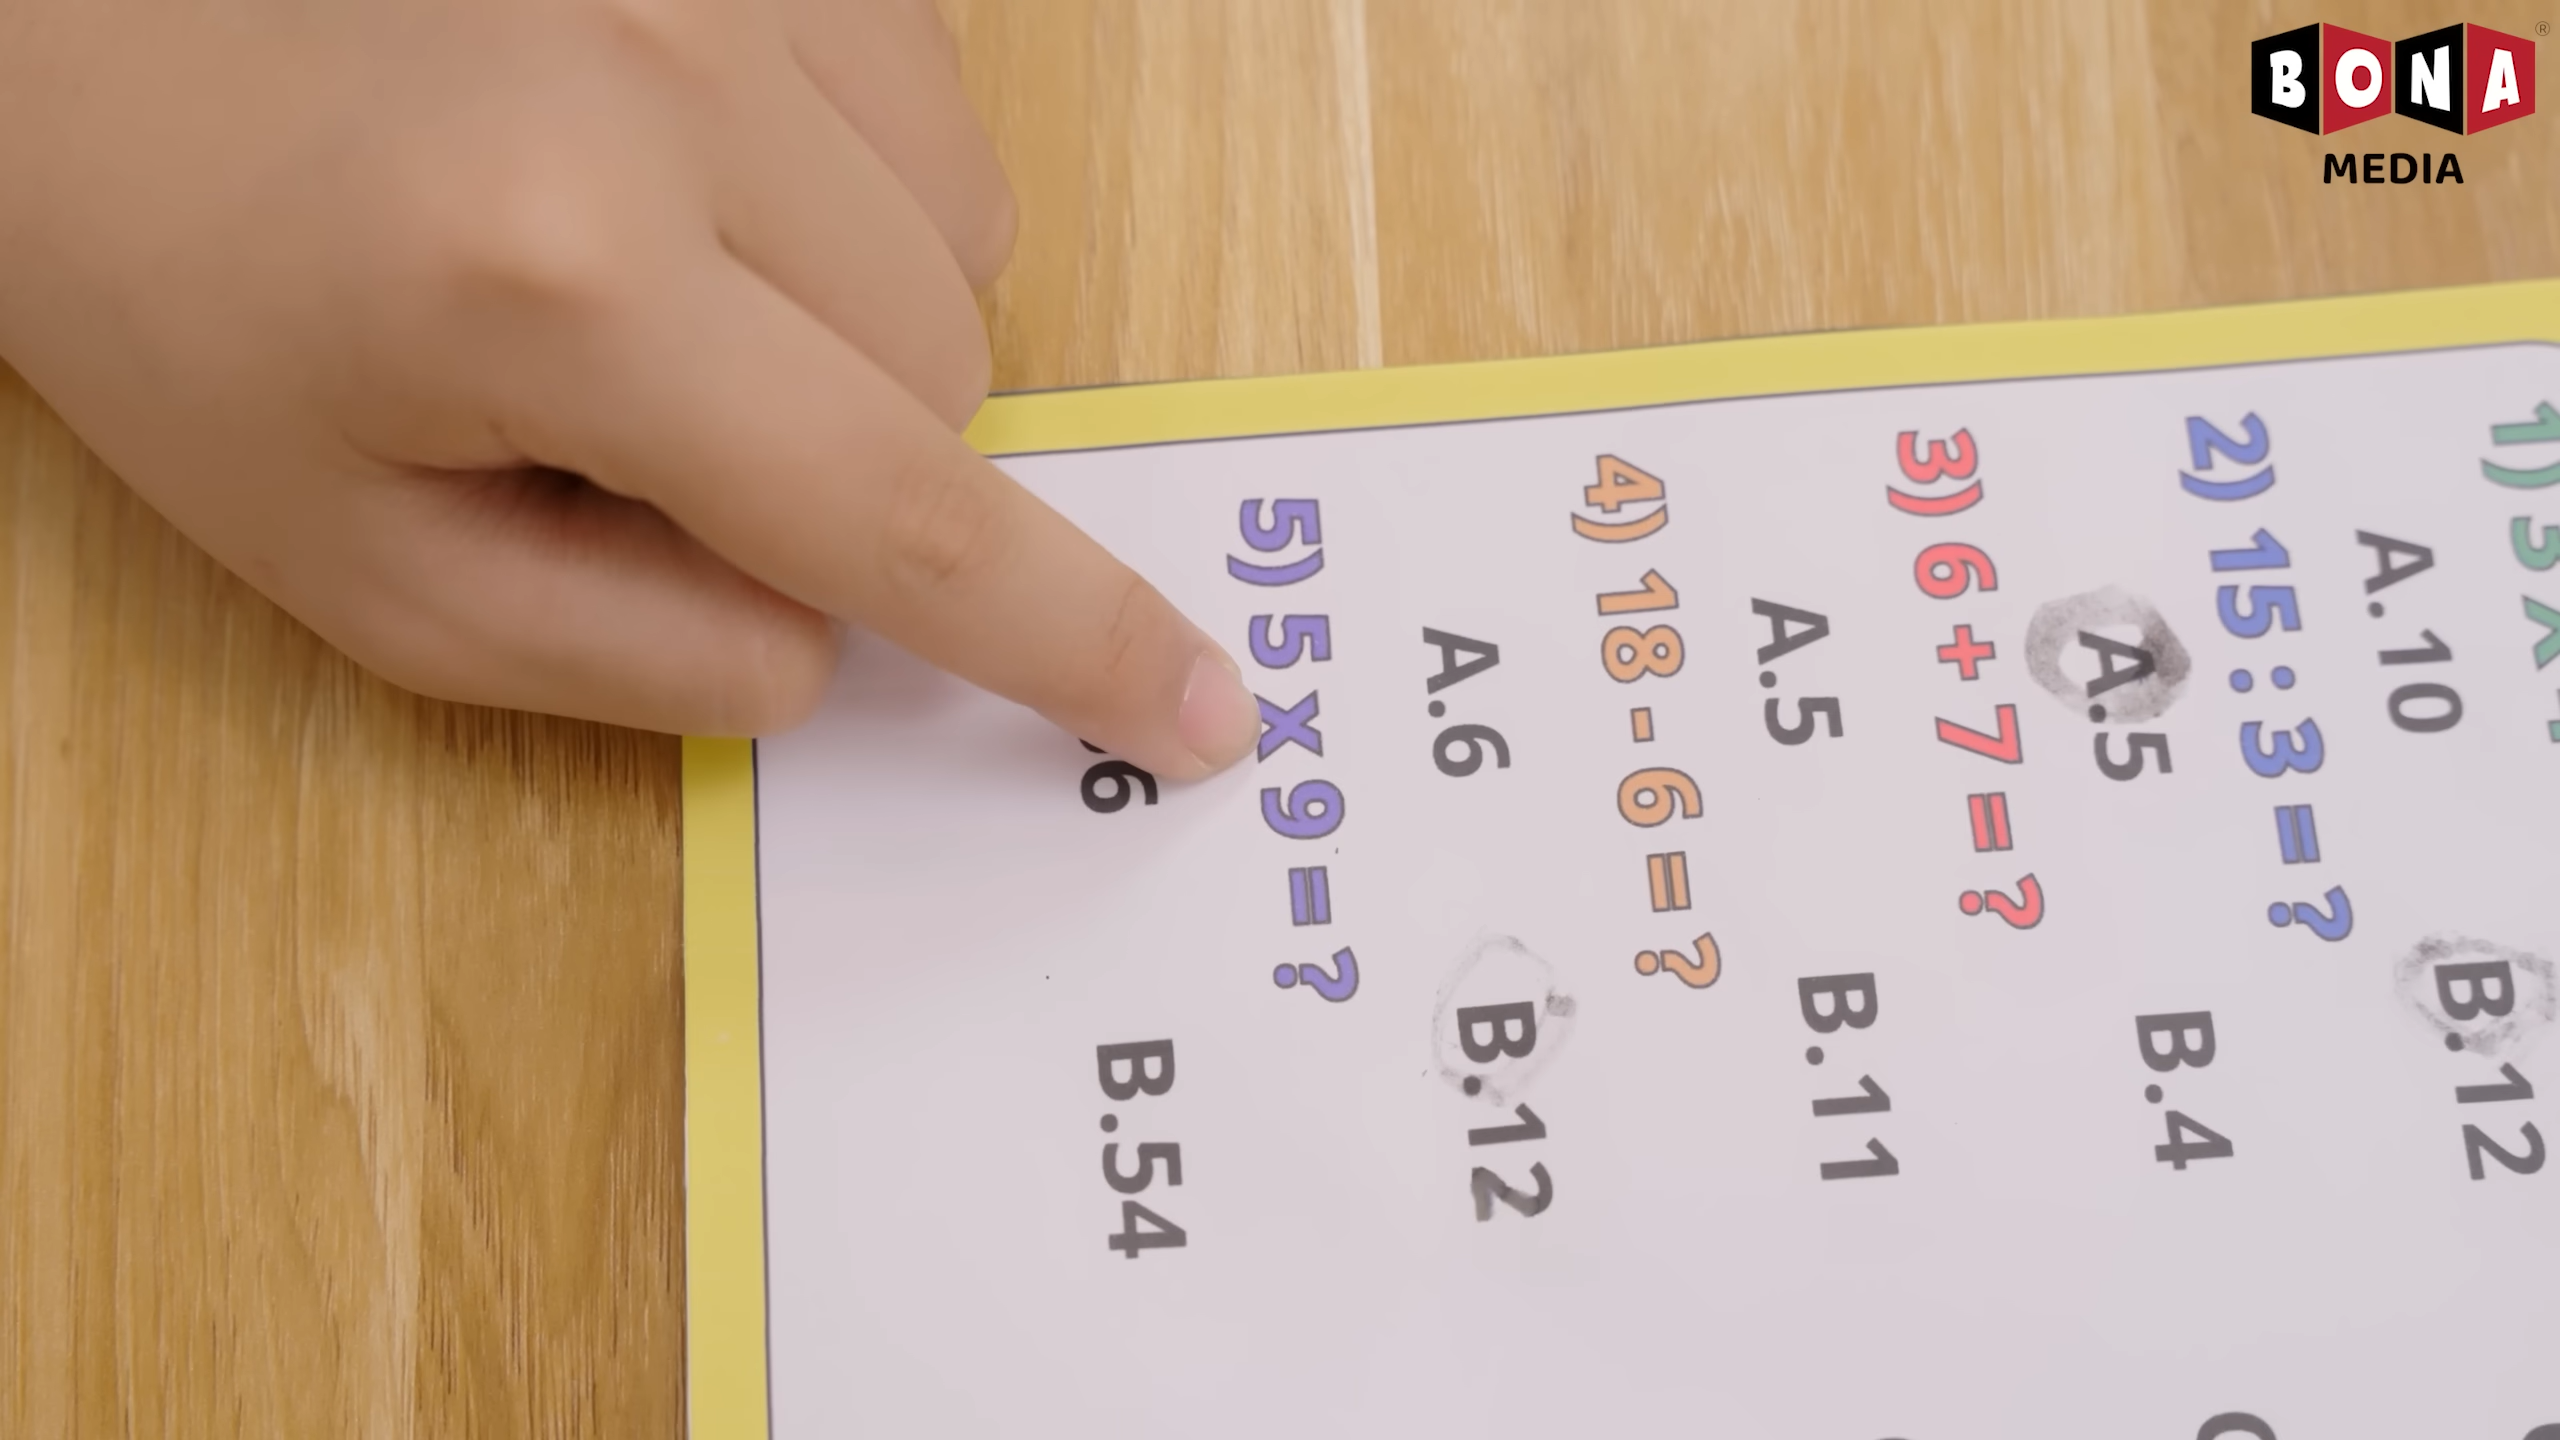 BONA
MEDIA
A.10 B.12
2) 15 : 3 = ?
A.5 B.4
3) 6 + 7 = ?
A.5 B.11
4) 18 - 6 = ?
A.6 B.12
5) 5 x 9 = ?
B.54